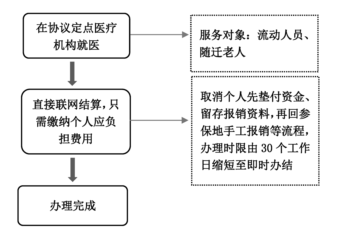 在协议定点医疗
机构就医
服务对象：流动人员、
随迁老人
直接联网结算，只
需缴纳个人应负
担费用
取消个人先垫付资金、
留存报销资料，再回参
保地手工报销等流程，
办理时限由 30 个工作
日缩短至即时办结
办理完成